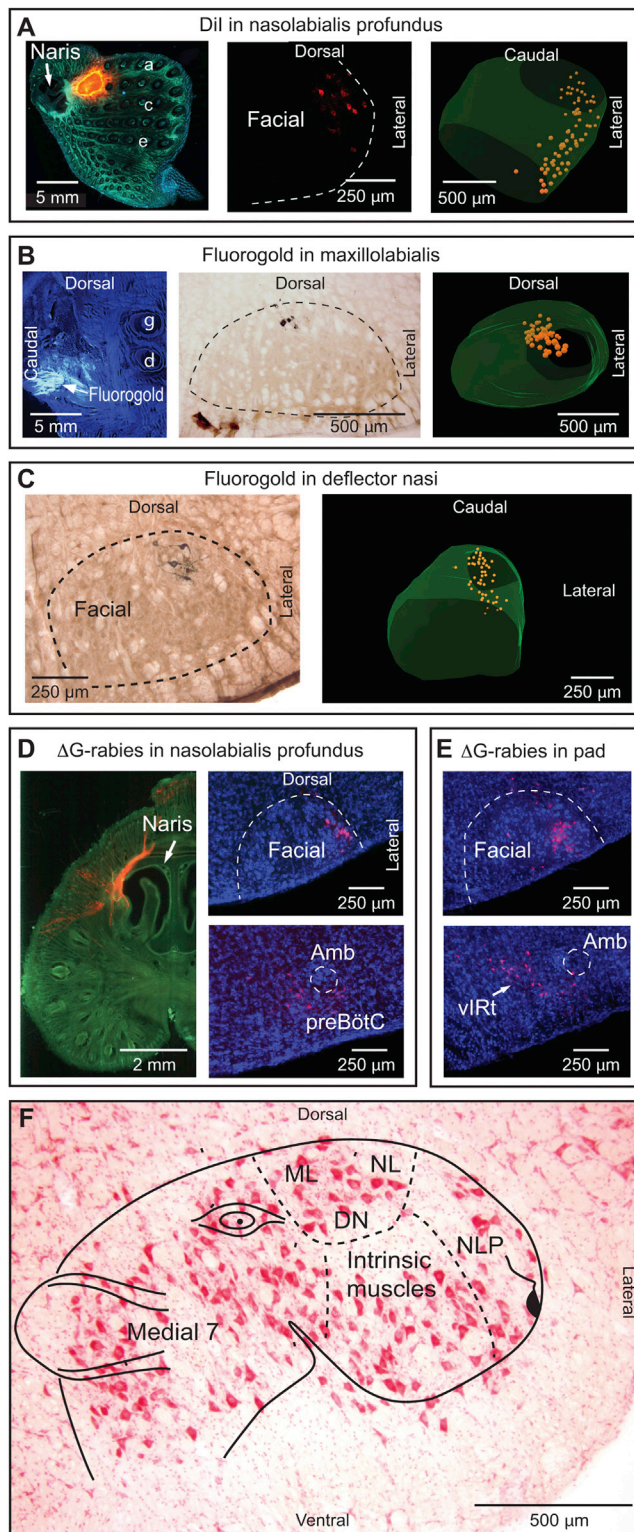 A
DiI in nasolabialis profundus
Naris
a
c
e
5 mm
Dorsal
Facial
Lateral
250 µm
Caudal
Lateral
500 µm
B
Fluorogold in maxillolabialis
Dorsal
Caudal
g
d
Fluorogold
5 mm
Dorsal
Lateral
500 µm
Dorsal
Lateral
500 µm
C
Fluorogold in deflector nasi
Dorsal
Facial
Lateral
250 µm
Caudal
Lateral
250 µm
D
ΔG-rabies in nasolabialis profundus
Naris
2 mm
Dorsal
Facial
Lateral
250 µm
Amb
preBötC
250 µm
E
ΔG-rabies in pad
Facial
250 µm
Amb
vIRt
250 µm
F
Dorsal
ML
NL
DN
NLP
Intrinsic
muscles
Lateral
Medial 7
500 µm
Ventral